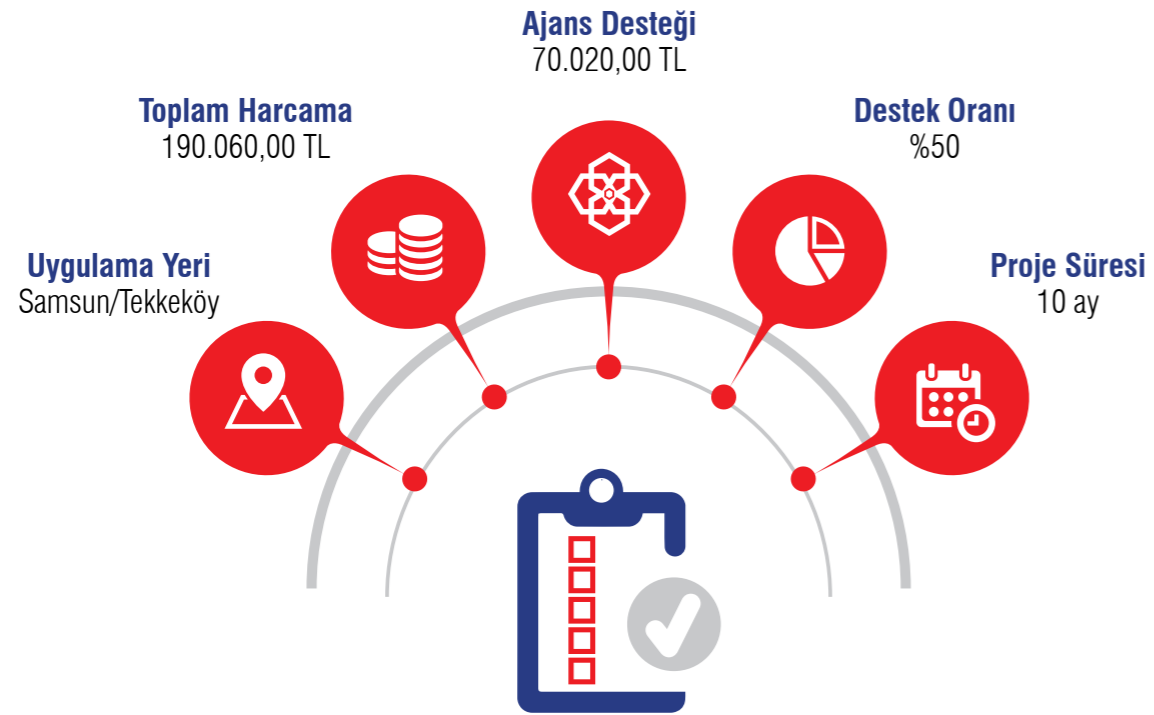 Ajans Desteği
70.020,00 TL
Toplam Harcama
190.060,00 TL
Destek Oranı
%50
Uygulama Yeri
Samsun/Tekkeköy
Proje Süresi
10 ay